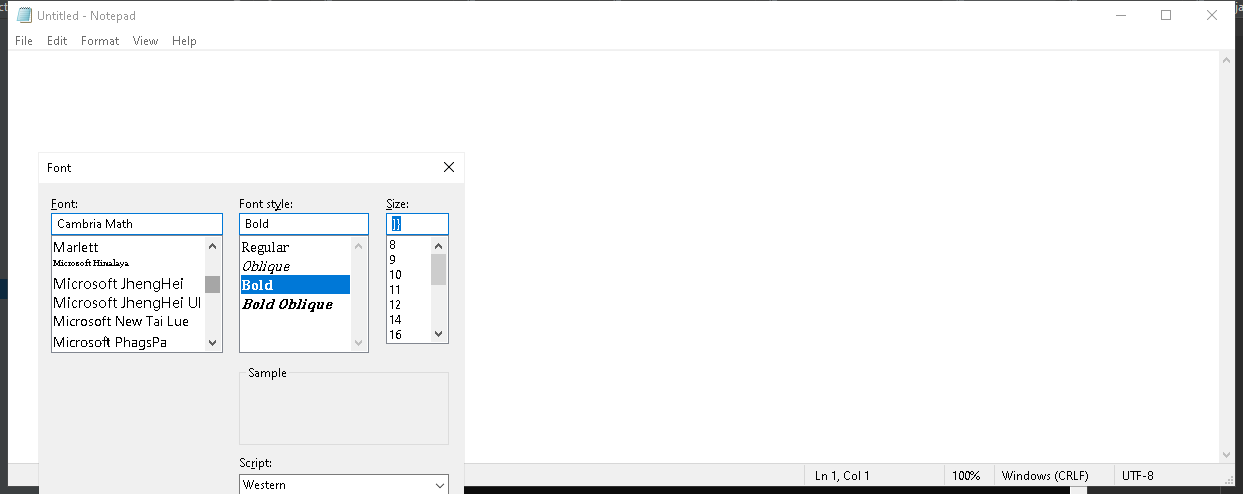 Untitled - Notepad
File Edit Format View Help
Font
Font: Font style: Size:
Cambria Math Bold
Marlett Regular 8
Microsoft Himalaya Oblique 9
Microsoft JhengHei Bold 10
Microsoft JhengHei UI Bold Oblique 11
Microsoft New Tai Lue 12
Microsoft PhagsPa 14
16
Sample
Script:
Western
Ln 1, Col 1 100% Windows (CRLF) UTF-8